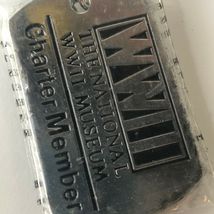 WWII
THE NATIONAL
WWII MUSEUM
Charter Member